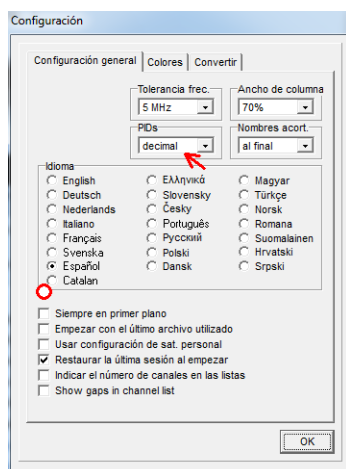 Configuración
Configuración general Colores Convertir
Tolerancia frec. Ancho de columna
5 MHz 70%
PIDs Nombres acort.
decimal al final
Idioma
English Ελληνικά Magyar
Deutsch Slovensky Türkçe
Nederlands Česky Norsk
Italiano Português Romana
Français Русский Suomalainen
Svenska Polski Hrvatski
Español Dansk Srpski
Catalan
Siempre en primer plano
Empezar con el último archivo utilizado
Usar configuración de sat. personal
Restaurar la última sesión al empezar
Indicar el número de canales en las listas
Show gaps in channel list
OK